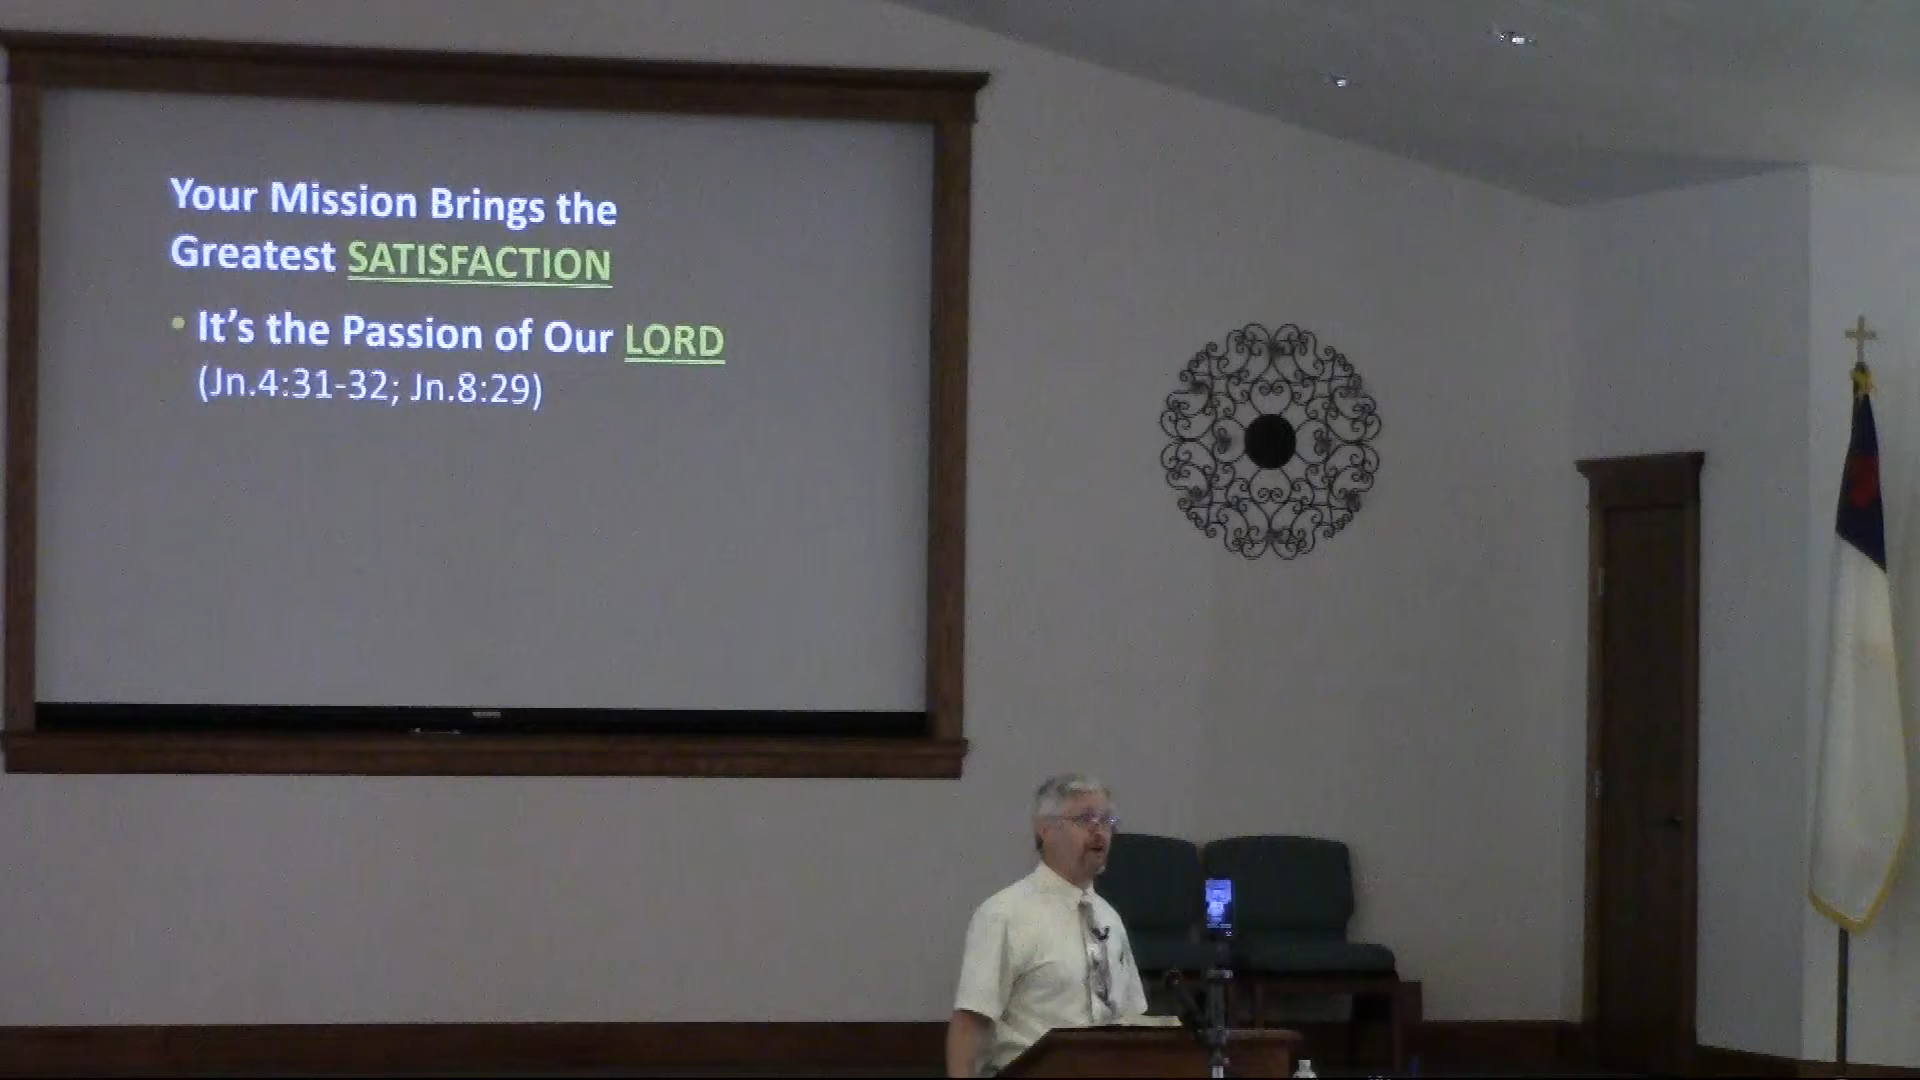 Your Mission Brings the
Greatest SATISFACTION
• It's the Passion of Our LORD
(Jn.4:31-32; Jn.8:29)